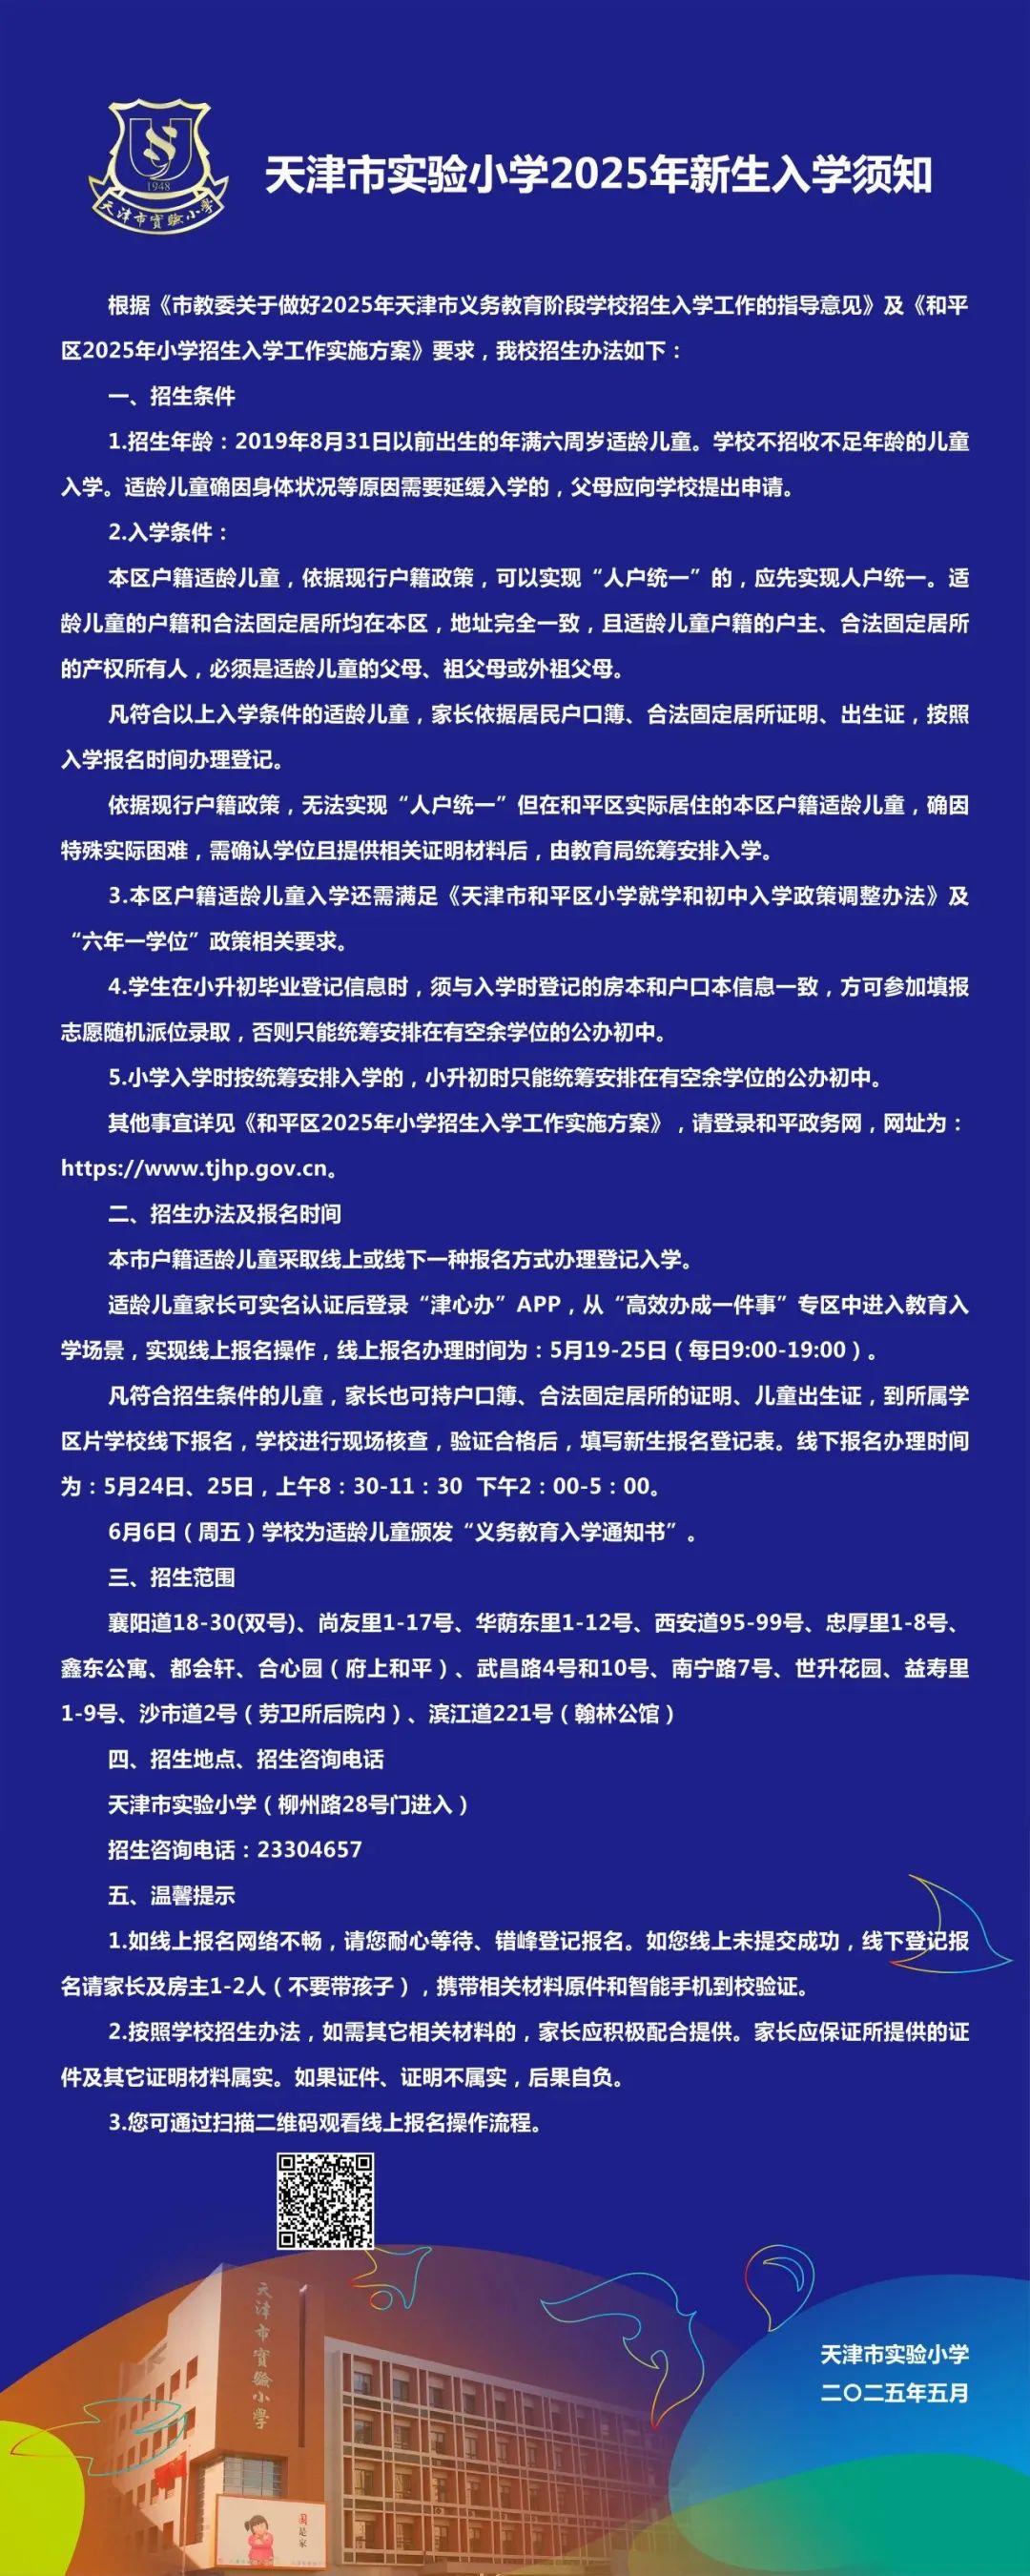 1948
天津市實驗小學
天津市实验小学2025年新生入学须知
根据《市教委关于做好2025年天津市义务教育阶段学校招生入学工作的指导意见》及《和平
区2025年小学招生入学工作实施方案》要求，我校招生办法如下：
一、招生条件
1.招生年龄：2019年8月31日以前出生的年满六周岁适龄儿童。学校不招收不足年龄的儿童
入学。适龄儿童确因身体状况等原因需要延缓入学的，父母应向学校提出申请。
2.入学条件：
本区户籍适龄儿童，依据现行户籍政策，可以实现“人户统一”的，应先实现人户统一。适
龄儿童的户籍和合法固定居所均在本区，地址完全一致，且适龄儿童户籍的户主、合法固定居所
的产权所有人，必须是适龄儿童的父母、祖父母或外祖父母。
凡符合以上入学条件的适龄儿童，家长依据居民户口簿、合法固定居所证明、出生证，按照
入学报名时间办理登记。
依据现行户籍政策，无法实现“人户统一”但在和平区实际居住的本区户籍适龄儿童，确因
特殊实际困难，需确认学位且提供相关证明材料后，由教育局统筹安排入学。
3.本区户籍适龄儿童入学还需满足《天津市和平区小学就学和初中入学政策调整办法》及
“六年一学位”政策相关要求。
4.学生在小升初毕业登记信息时，须与入学时登记的房本和户口本信息一致，方可参加填报
志愿随机派位录取，否则只能统筹安排在有空余学位的公办初中。
5.小学入学时按统筹安排入学的，小升初时只能统筹安排在有空余学位的公办初中。
其他事宜详见《和平区2025年小学招生入学工作实施方案》，请登录和平政务网，网址为：
https://www.tjhp.gov.cn。
二、招生办法及报名时间
本市户籍适龄儿童采取线上或线下一种报名方式办理登记入学。
适龄儿童家长可实名认证后登录“津心办”APP，从“高效办成一件事”专区中进入教育入
学场景，实现线上报名操作，线上报名办理时间为：5月19-25日（每日9:00-19:00）。
凡符合招生条件的儿童，家长也可持户口簿、合法固定居所的证明、儿童出生证，到所属学
区片学校线下报名，学校进行现场核查，验证合格后，填写新生报名登记表。线下报名办理时间
为：5月24日、25日，上午8：30-11：30 下午2：00-5：00。
6月6日（周五）学校为适龄儿童颁发“义务教育入学通知书”。
三、招生范围
襄阳道18-30(双号)、尚友里1-17号、华荫东里1-12号、西安道95-99号、忠厚里1-8号、
鑫东公寓、都会轩、合心园（府上和平）、武昌路4号和10号、南宁路7号、世升花园、益寿里
1-9号、沙市道2号（劳卫所后院内）、滨江道221号（翰林公馆）
四、招生地点、招生咨询电话
天津市实验小学（柳州路28号门进入）
招生咨询电话：23304657
五、温馨提示
1.如线上报名网络不畅，请您耐心等待、错峰登记报名。如您线上未提交成功，线下登记报
名请家长及房主1-2人（不要带孩子），携带相关材料原件和智能手机到校验证。
2.按照学校招生办法，如需其它相关材料的，家长应积极配合提供。家长应保证所提供的证
件及其它证明材料属实。如果证件、证明不属实，后果自负。
3.您可通过扫描二维码观看线上报名操作流程。
天津市實驗小學
天津市实验小学
二〇二五年五月
国是家